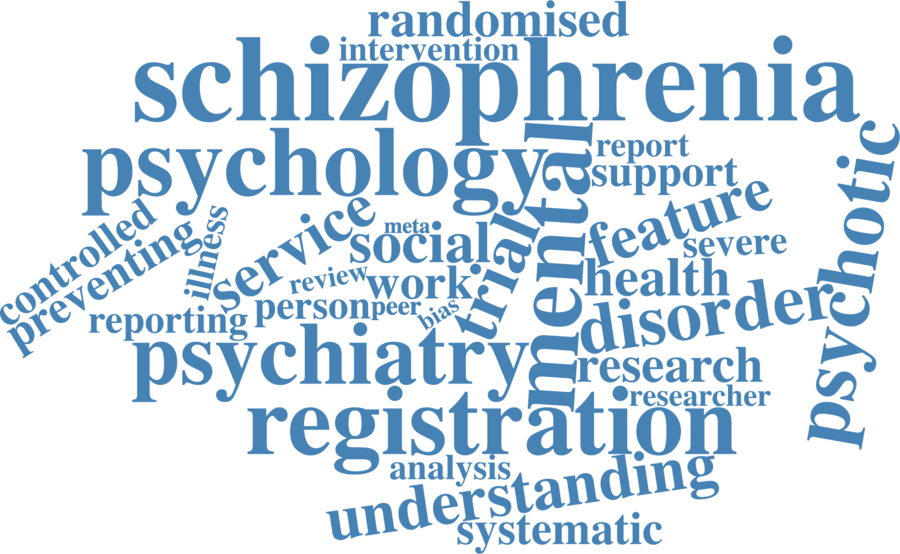 randomised
intervention
schizophrenia
psychology
mental
report
support
psychotic
controlled
preventing
illness
service
meta
social
trial
feature
severe
review
work
health
person
peer
bias
reporting
disorder
psychiatry
research
researcher
registration
analysis
understanding
systematic